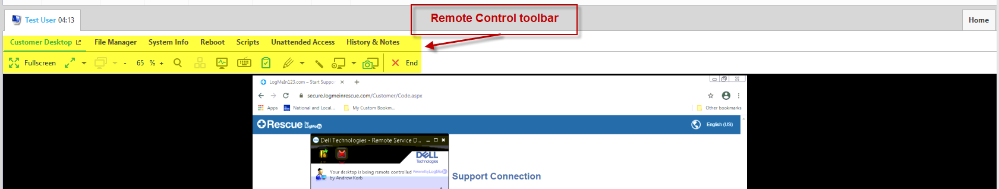 Remote Control toolbar
Test User 04:13
Home
Customer Desktop File Manager System Info Reboot Scripts Unattended Access History & Notes
Fullscreen - 65 % + End
LogMeIn123.com – Start Suppor
secure.logmeinrescue.com/Customer/Code.aspx
Apps National and Local... My Custom Bookm... Other bookmarks
Rescue by LogMeIn English (US)
Dell Technologies - Remote Service D...
DELL
Technologies
Your desktop is being remote controlled Powered by LogMeIn
by Andrew Korb
Support Connection